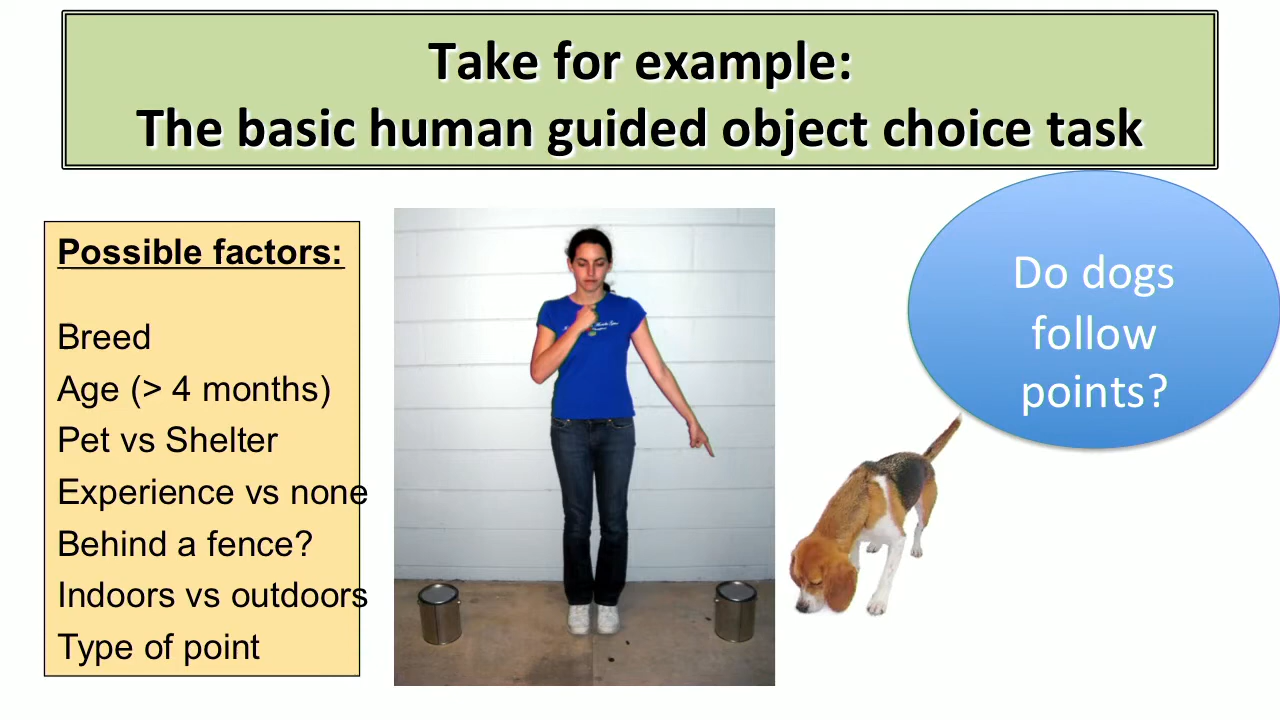 Take for example:
The basic human guided object choice task
Possible factors:
Breed
Age (> 4 months)
Pet vs Shelter
Experience vs none
Behind a fence?
Indoors vs outdoors
Type of point
Do dogs
follow
points?